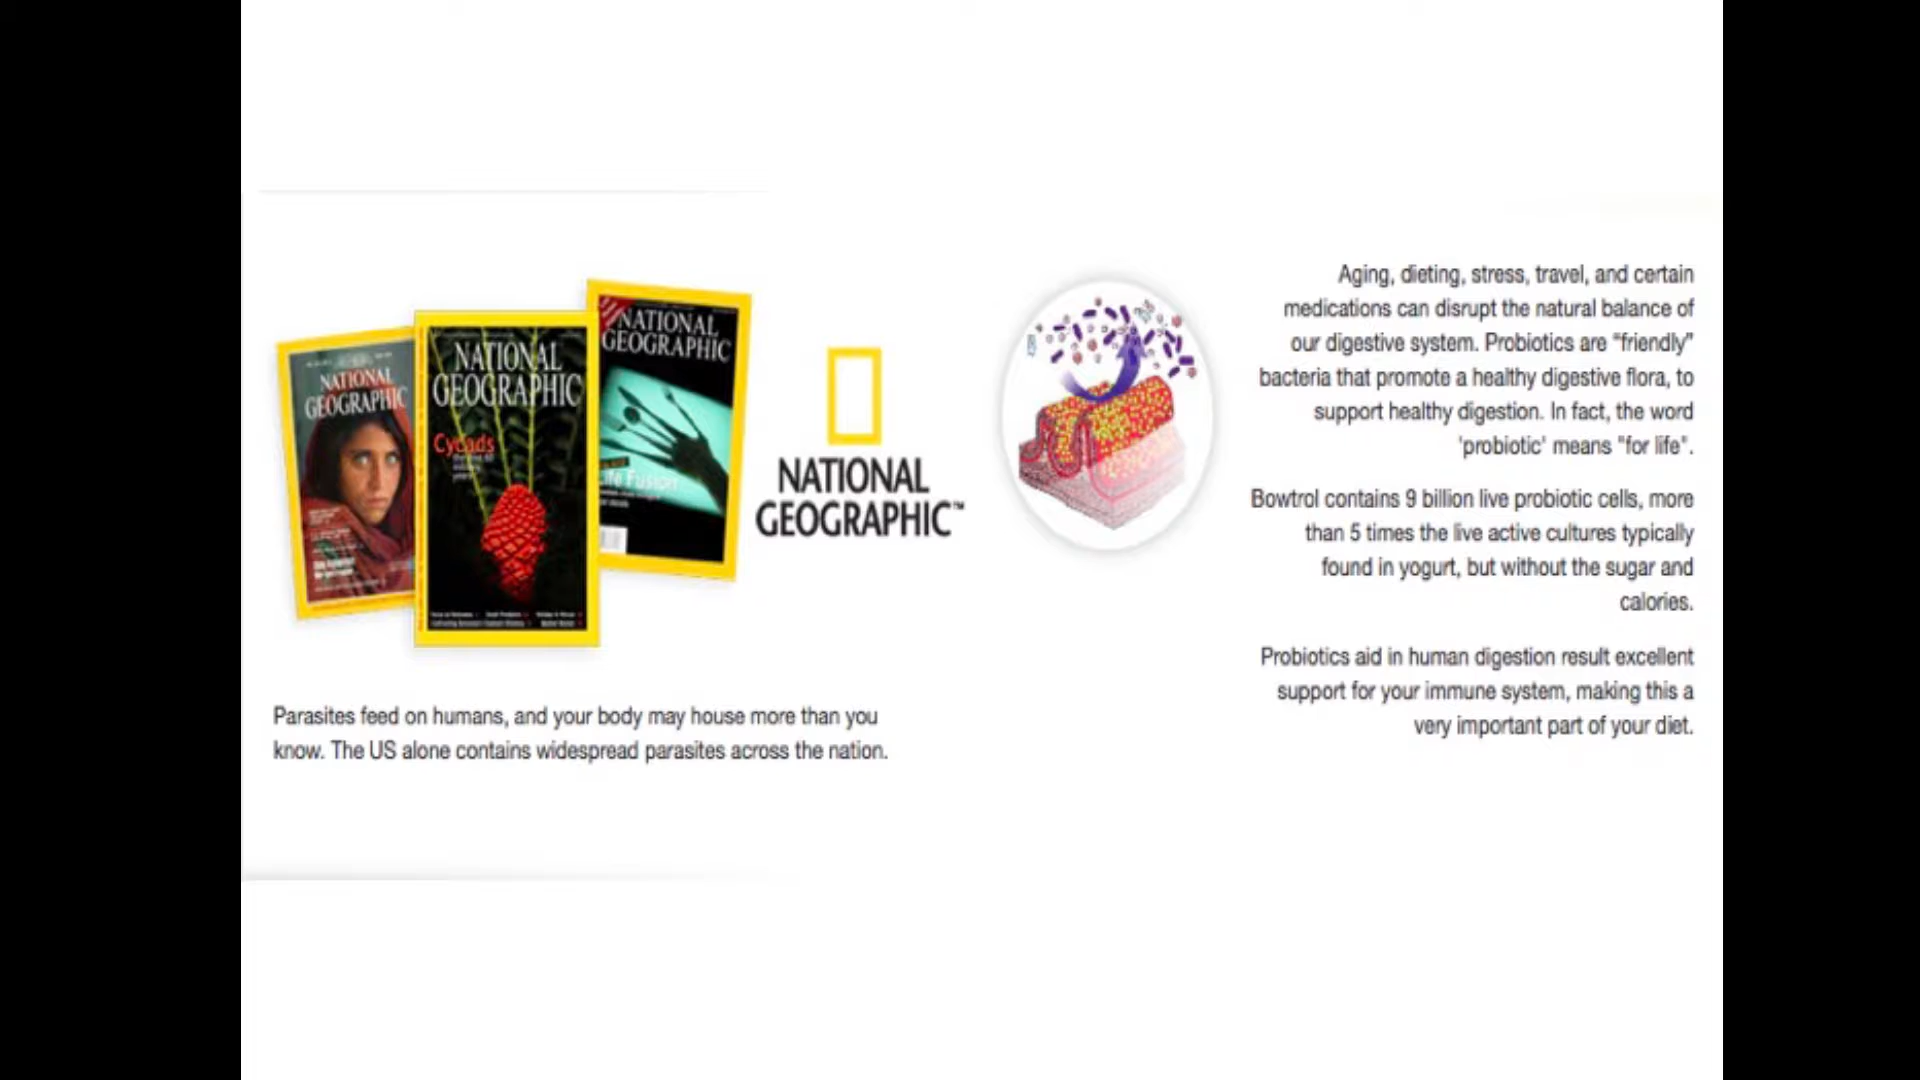 NATIONAL
GEOGRAPHIC
NATIONAL
GEOGRAPHIC
Cycads
NATIONAL
GEOGRAPHIC
Life Fusion
NATIONAL
GEOGRAPHIC™
Parasites feed on humans, and your body may house more than you
know. The US alone contains widespread parasites across the nation.
Aging, dieting, stress, travel, and certain
medications can disrupt the natural balance of
our digestive system. Probiotics are “friendly”
bacteria that promote a healthy digestive flora, to
support healthy digestion. In fact, the word
'probiotic' means "for life".
Bowtrol contains 9 billion live probiotic cells, more
than 5 times the live active cultures typically
found in yogurt, but without the sugar and
calories.
Probiotics aid in human digestion result excellent
support for your immune system, making this a
very important part of your diet.